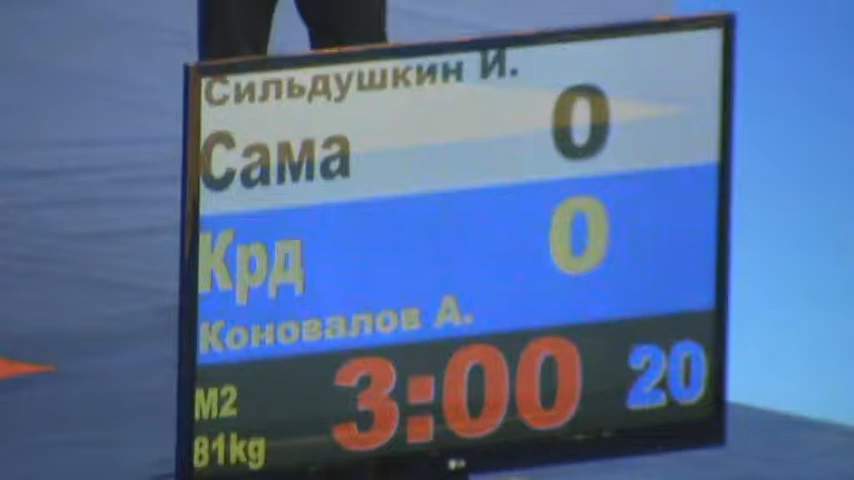 Сильдушкин И.
Сама 0
Крд 0
Коновалов А.
M2 3:00 20
81kg